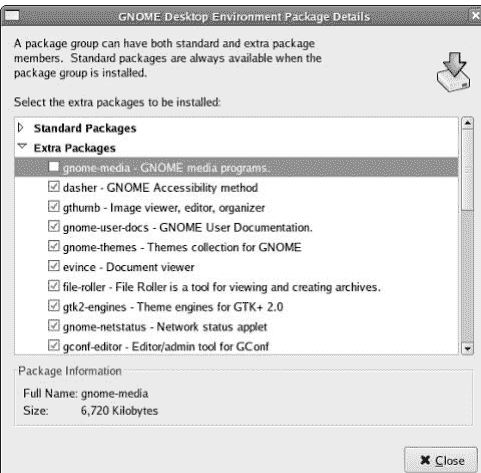 GNOME Desktop Environment Package Details
A package group can have both standard and extra package
members. Standard packages are always available when the
package group is installed.
Select the extra packages to be installed:
Standard Packages
Extra Packages
gnome-media - GNOME media programs.
dasher - GNOME Accessibility method
gthumb - Image viewer, editor, organizer
gnome-user-docs - GNOME User Documentation.
gnome-themes - Themes collection for GNOME
evince - Document viewer
file-roller - File Roller is a tool for viewing and creating archives.
gtk2-engines - Theme engines for GTK+ 2.0
gnome-netstatus - Network status applet
gconf-editor - Editor/admin tool for GConf
Package Information
Full Name: gnome-media
Size: 6,720 Kilobytes
Close